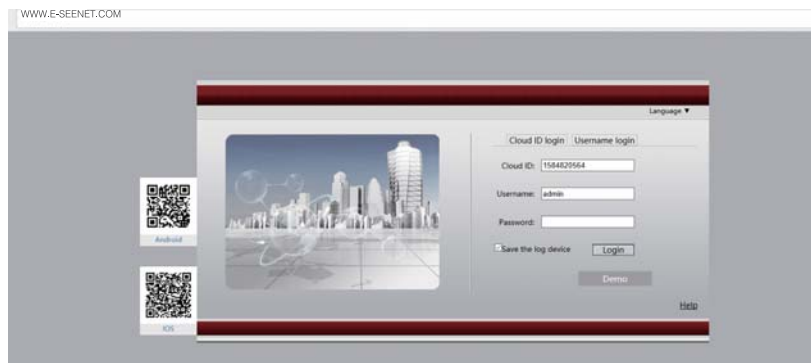 WWW.E-SEENET.COM
Language ▼
Cloud ID login Username login
Cloud ID: 1584820564
Username: admin
Password:
Save the log device Login
Demo
Help
Android
IOS